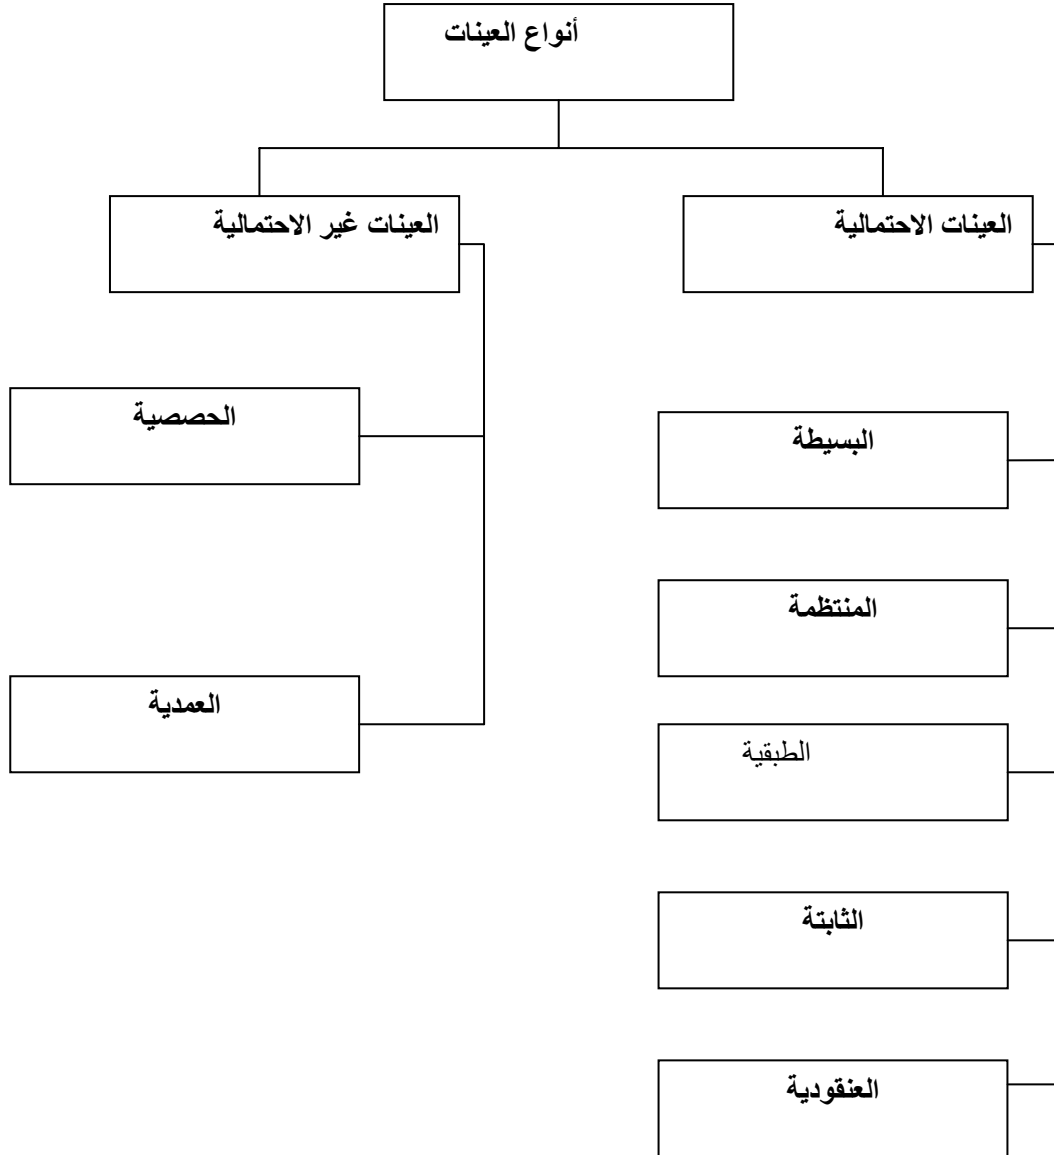 أنواع العينات
العينات الاحتمالية
العينات غير الاحتمالية
البسيطة
المنتظمة
الطبقية
الثابتة
العنقودية
الحصصية
العمدية